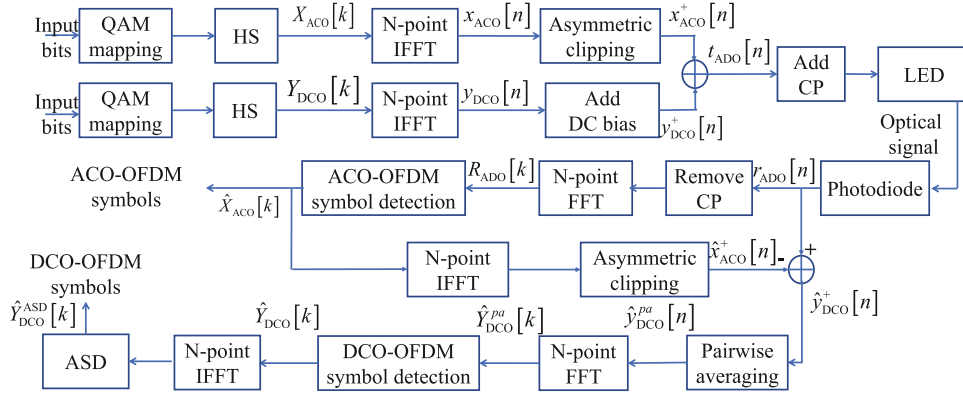 Input bits
QAM mapping
HS
X_ACO[k]
N-point IFFT
x_ACO[n]
Asymmetric clipping
x⁺_ACO[n]
Input bits
QAM mapping
HS
Y_DCO[k]
N-point IFFT
y_DCO[n]
Add DC bias
y⁺_DCO[n]
t_ADO[n]
Add CP
LED
Optical signal
Photodiode
r_ADO[n]
Remove CP
N-point FFT
R_ADO[k]
ACO-OFDM symbol detection
ACO-OFDM symbols
X̂_ACO[k]
N-point IFFT
Asymmetric clipping
x̂⁺_ACO[n]
-
+
ŷ⁺_DCO[n]
Pairwise averaging
ŷ^pa_DCO[n]
N-point FFT
Ŷ^pa_DCO[k]
DCO-OFDM symbol detection
Ŷ_DCO[k]
N-point IFFT
ASD
Ŷ^ASD_DCO[k]
DCO-OFDM symbols